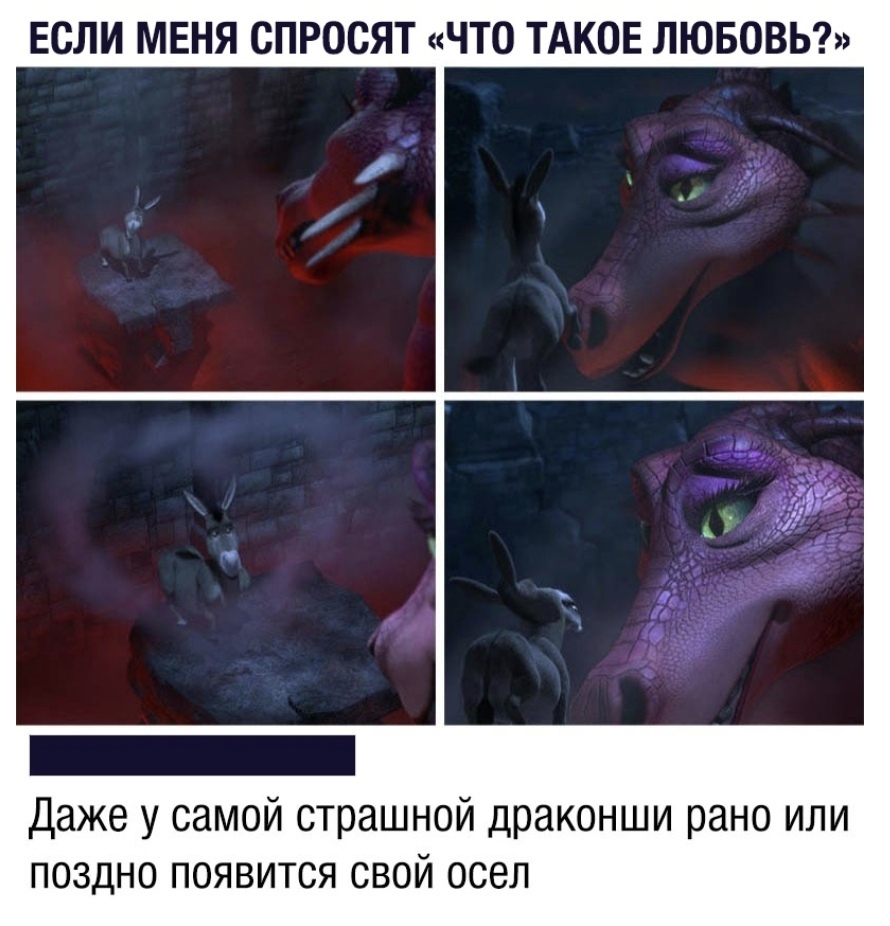 ЕСЛИ МЕНЯ СПРОСЯТ «ЧТО ТАКОЕ ЛЮБОВЬ?»
Даже у самой страшной драконши рано или
поздно появится свой осел